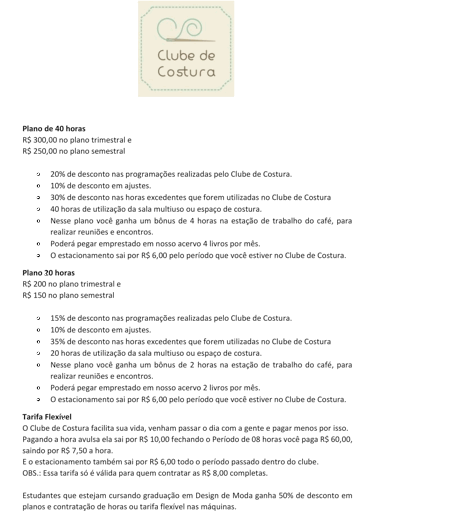 Clube de
Costura
Plano de 40 horas
R$ 300,00 no plano trimestral e
R$ 250,00 no plano semestral
20% de desconto nas programações realizadas pelo Clube de Costura.
10% de desconto em ajustes.
30% de desconto nas horas excedentes que forem utilizadas no Clube de Costura
40 horas de utilização da sala multiuso ou espaço de costura.
Nesse plano você ganha um bônus de 4 horas na estação de trabalho do café, para
realizar reuniões e encontros.
Poderá pegar emprestado em nosso acervo 4 livros por mês.
O estacionamento sai por R$ 6,00 pelo período que você estiver no Clube de Costura.
Plano 20 horas
R$ 200 no plano trimestral e
R$ 150 no plano semestral
15% de desconto nas programações realizadas pelo Clube de Costura.
10% de desconto em ajustes.
35% de desconto nas horas excedentes que forem utilizadas no Clube de Costura
20 horas de utilização da sala multiuso ou espaço de costura.
Nesse plano você ganha um bônus de 2 horas na estação de trabalho do café, para
realizar reuniões e encontros.
Poderá pegar emprestado em nosso acervo 2 livros por mês.
O estacionamento sai por R$ 6,00 pelo período que você estiver no Clube de Costura.
Tarifa Flexível
O Clube de Costura facilita sua vida, venham passar o dia com a gente e pagar menos por isso.
Pagando a hora avulsa ela sai por R$ 10,00 fechando o Período de 08 horas você paga R$ 60,00,
saindo por R$ 7,50 a hora.
E o estacionamento também sai por R$ 6,00 todo o período passado dentro do clube.
OBS.: Essa tarifa só é válida para quem contratar as R$ 8,00 completas.
Estudantes que estejam cursando graduação em Design de Moda ganha 50% de desconto em
planos e contratação de horas ou tarifa flexível nas máquinas.